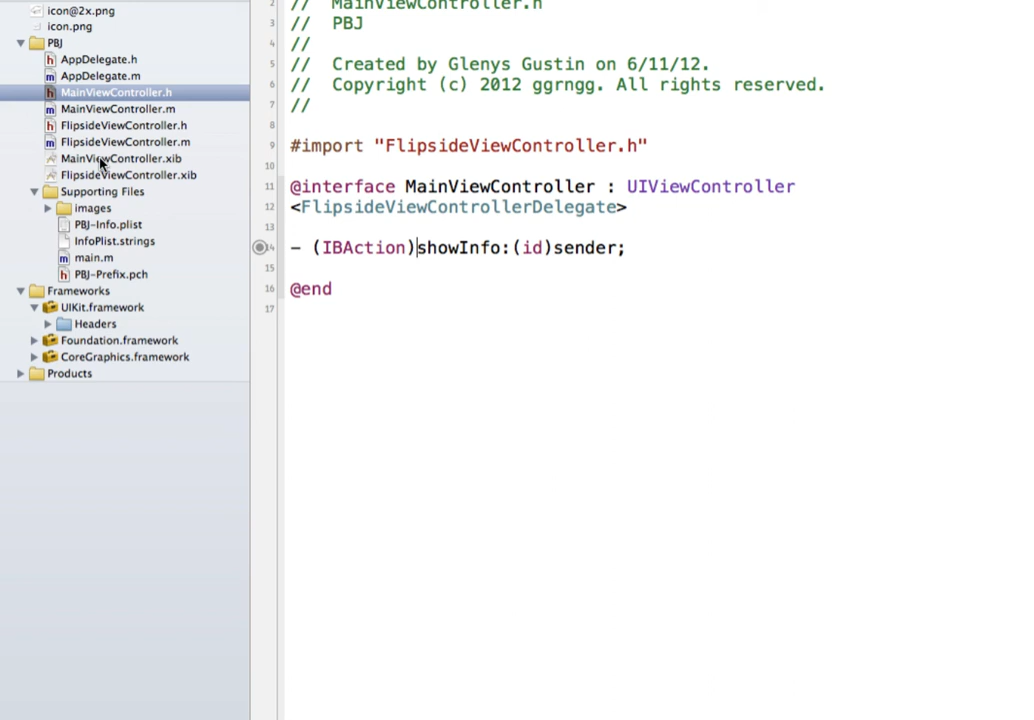 icon@2x.png
icon.png
PBJ
AppDelegate.h
AppDelegate.m
MainViewController.h
MainViewController.m
FlipsideViewController.h
FlipsideViewController.m
MainViewController.xib
FlipsideViewController.xib
Supporting Files
images
PBJ-Info.plist
InfoPlist.strings
main.m
PBJ-Prefix.pch
Frameworks
UIKit.framework
Headers
Foundation.framework
CoreGraphics.framework
Products
2 // MainViewController.h
3 // PBJ
4 //
5 // Created by Glenys Gustin on 6/11/12.
6 // Copyright (c) 2012 ggrngg. All rights reserved.
7 //
8
9 #import "FlipsideViewController.h"
10
11 @interface MainViewController : UIViewController
12 <FlipsideViewControllerDelegate>
13
14 - (IBAction)showInfo:(id)sender;
15
16 @end
17